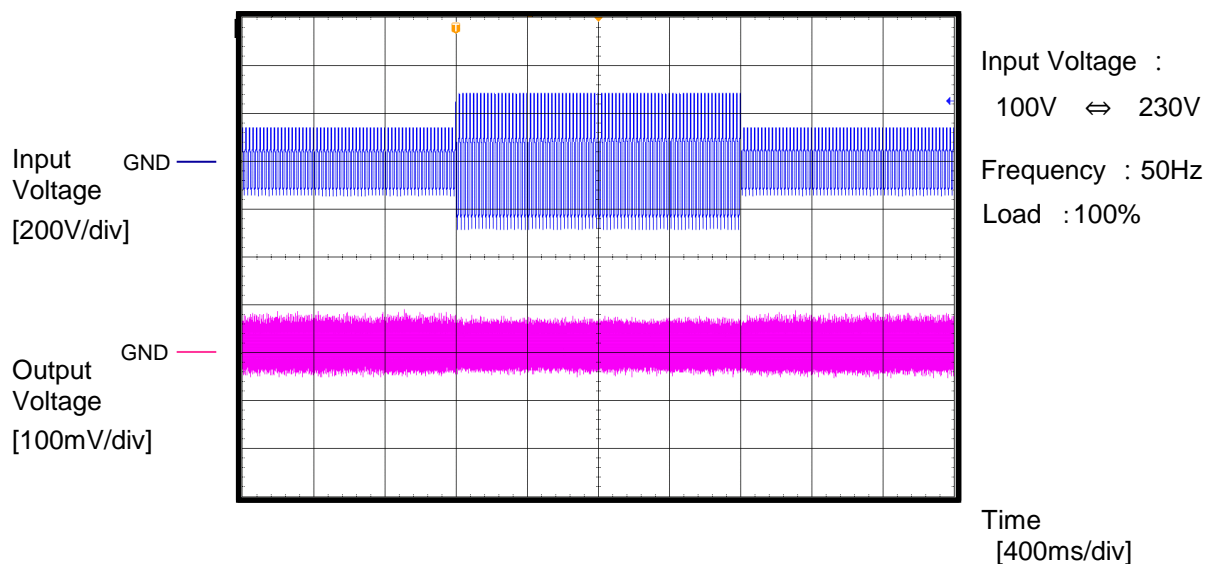 Input Voltage :
100V ⇔ 230V
Frequency : 50Hz
Load :100%
T
Input
Voltage
[200V/div]
GND
GND
Output
Voltage
[100mV/div]
Time
[400ms/div]